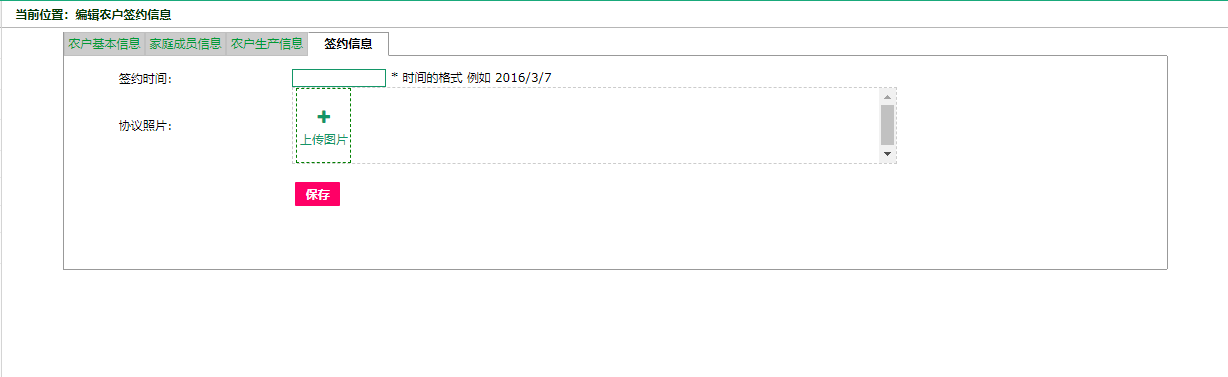 当前位置：编辑农户签约信息
农户基本信息 家庭成员信息 农户生产信息 签约信息
签约时间: * 时间的格式 例如 2016/3/7
协议照片:
上传图片
保存